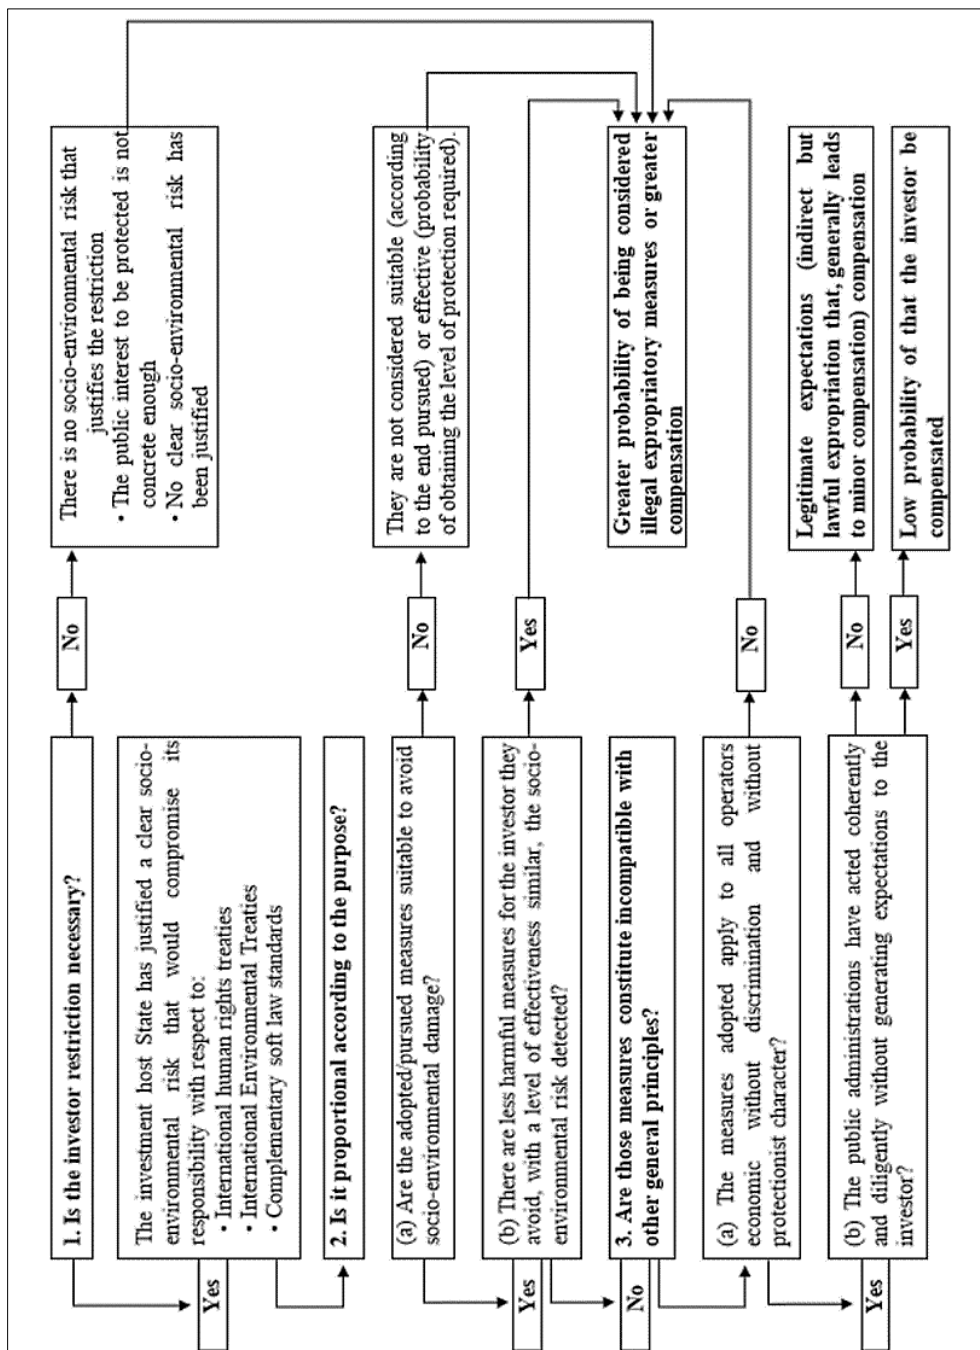 1. Is the investor restriction necessary?
No
There is no socio-environmental risk that
justifies the restriction
• The public interest to be protected is not
concrete enough
• No clear socio-environmental risk has
been justified
Yes
The investment host State has justified a clear socio-
environmental risk that would compromise its
responsibility with respect to:
• International human rights treaties
• International Environmental Treaties
• Complementary soft law standards
2. Is it proportional according to the purpose?
(a) Are the adopted/pursued measures suitable to avoid
socio-environmental damage?
No
They are not considered suitable (according
to the end pursued) or effective (probability
of obtaining the level of protection required).
Yes
(b) There are less harmful measures for the investor they
avoid, with a level of effectiveness similar, the socio-
environmental risk detected?
Yes
No
3. Are those measures constitute incompatible with
other general principles?
Greater probability of being considered
illegal expropriatory measures or greater
compensation
(a) The measures adopted apply to all operators
economic without discrimination and without
protectionist character?
No
Yes
(b) The public administrations have acted coherently
and diligently without generating expectations to the
investor?
No
Legitimate expectations (indirect but
lawful expropriation that, generally leads
to minor compensation) compensation
Yes
Low probability of that the investor be
compensated